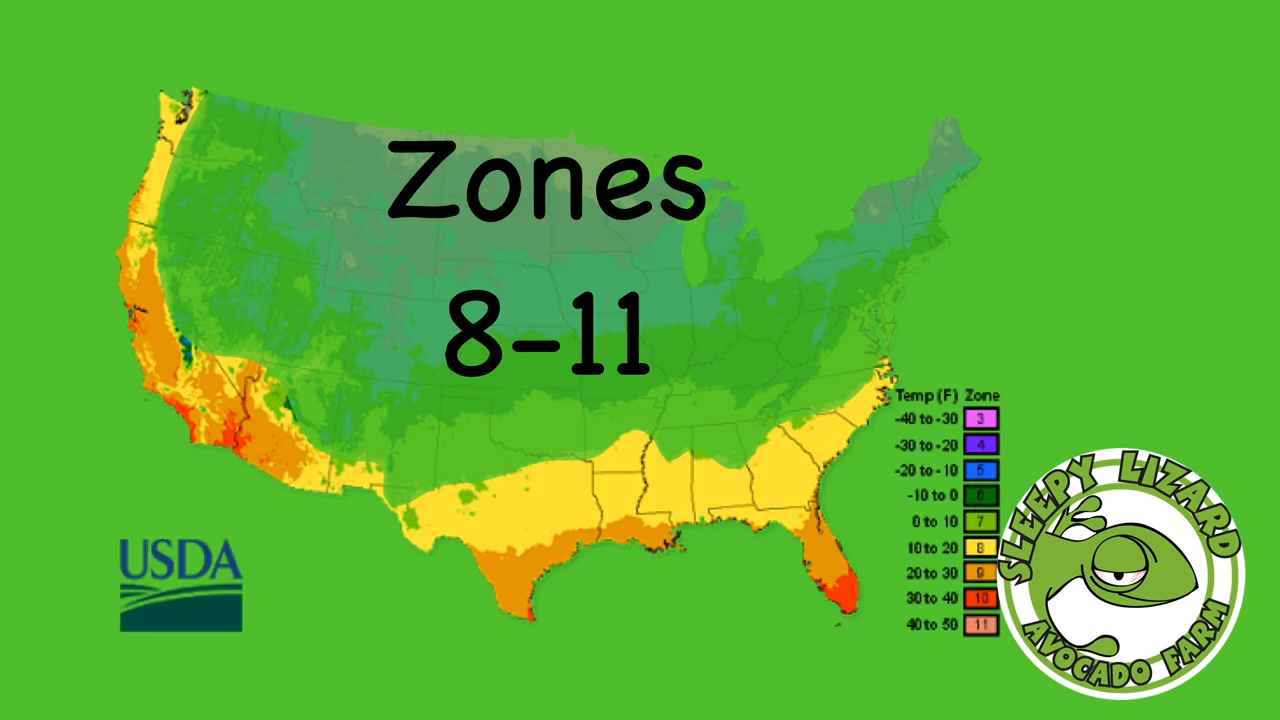 Zones
8-11
Temp (F) Zone
-40 to -30 3
-30 to -20 4
-20 to -10 5
-10 to 0 6
0 to 10 7
10 to 20 8
20 to 30 9
30 to 40 10
40 to 50 11
USDA
SLEEPY LIZARD
AVOCADO FARM